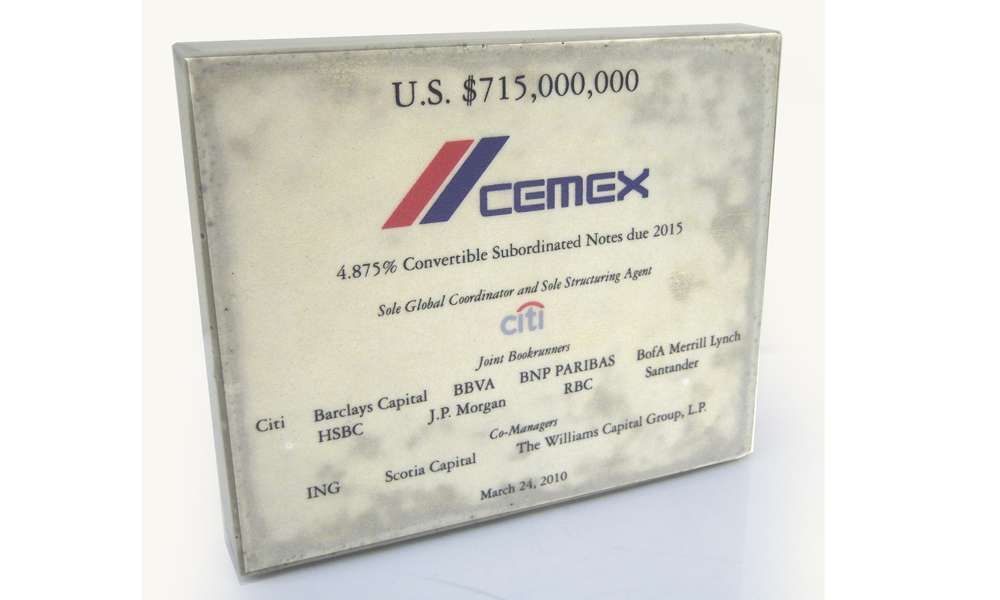 U.S. $715,000,000
CEMEX
4.875% Convertible Subordinated Notes due 2015
Sole Global Coordinator and Sole Structuring Agent
citi
Joint Bookrunners
Citi Barclays Capital BBVA BNP PARIBAS BofA Merrill Lynch
HSBC J.P. Morgan RBC Santander
Co-Managers
ING Scotia Capital The Williams Capital Group, L.P.
March 24, 2010